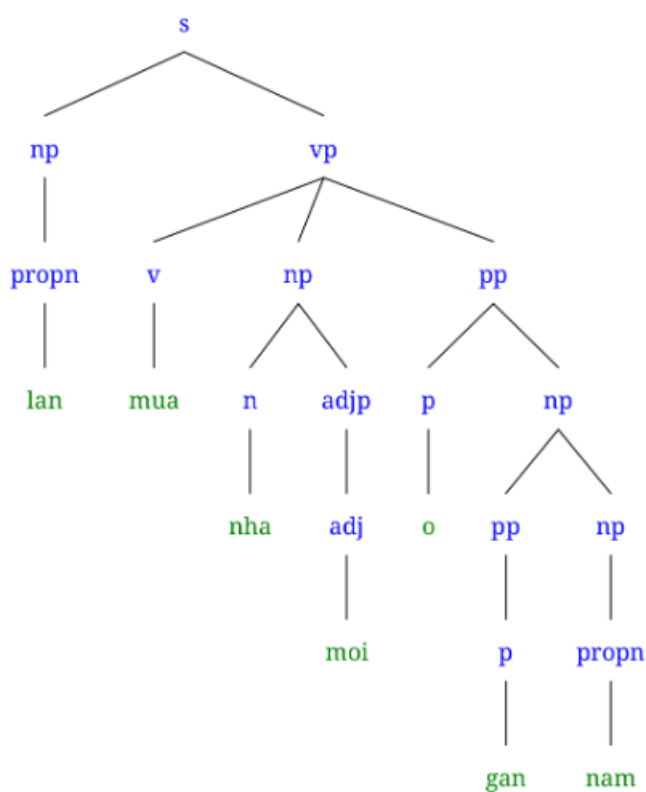 s
np vp
propn v np pp
lan mua n adjp p np
nha adj o pp np
moi p propn
gan nam